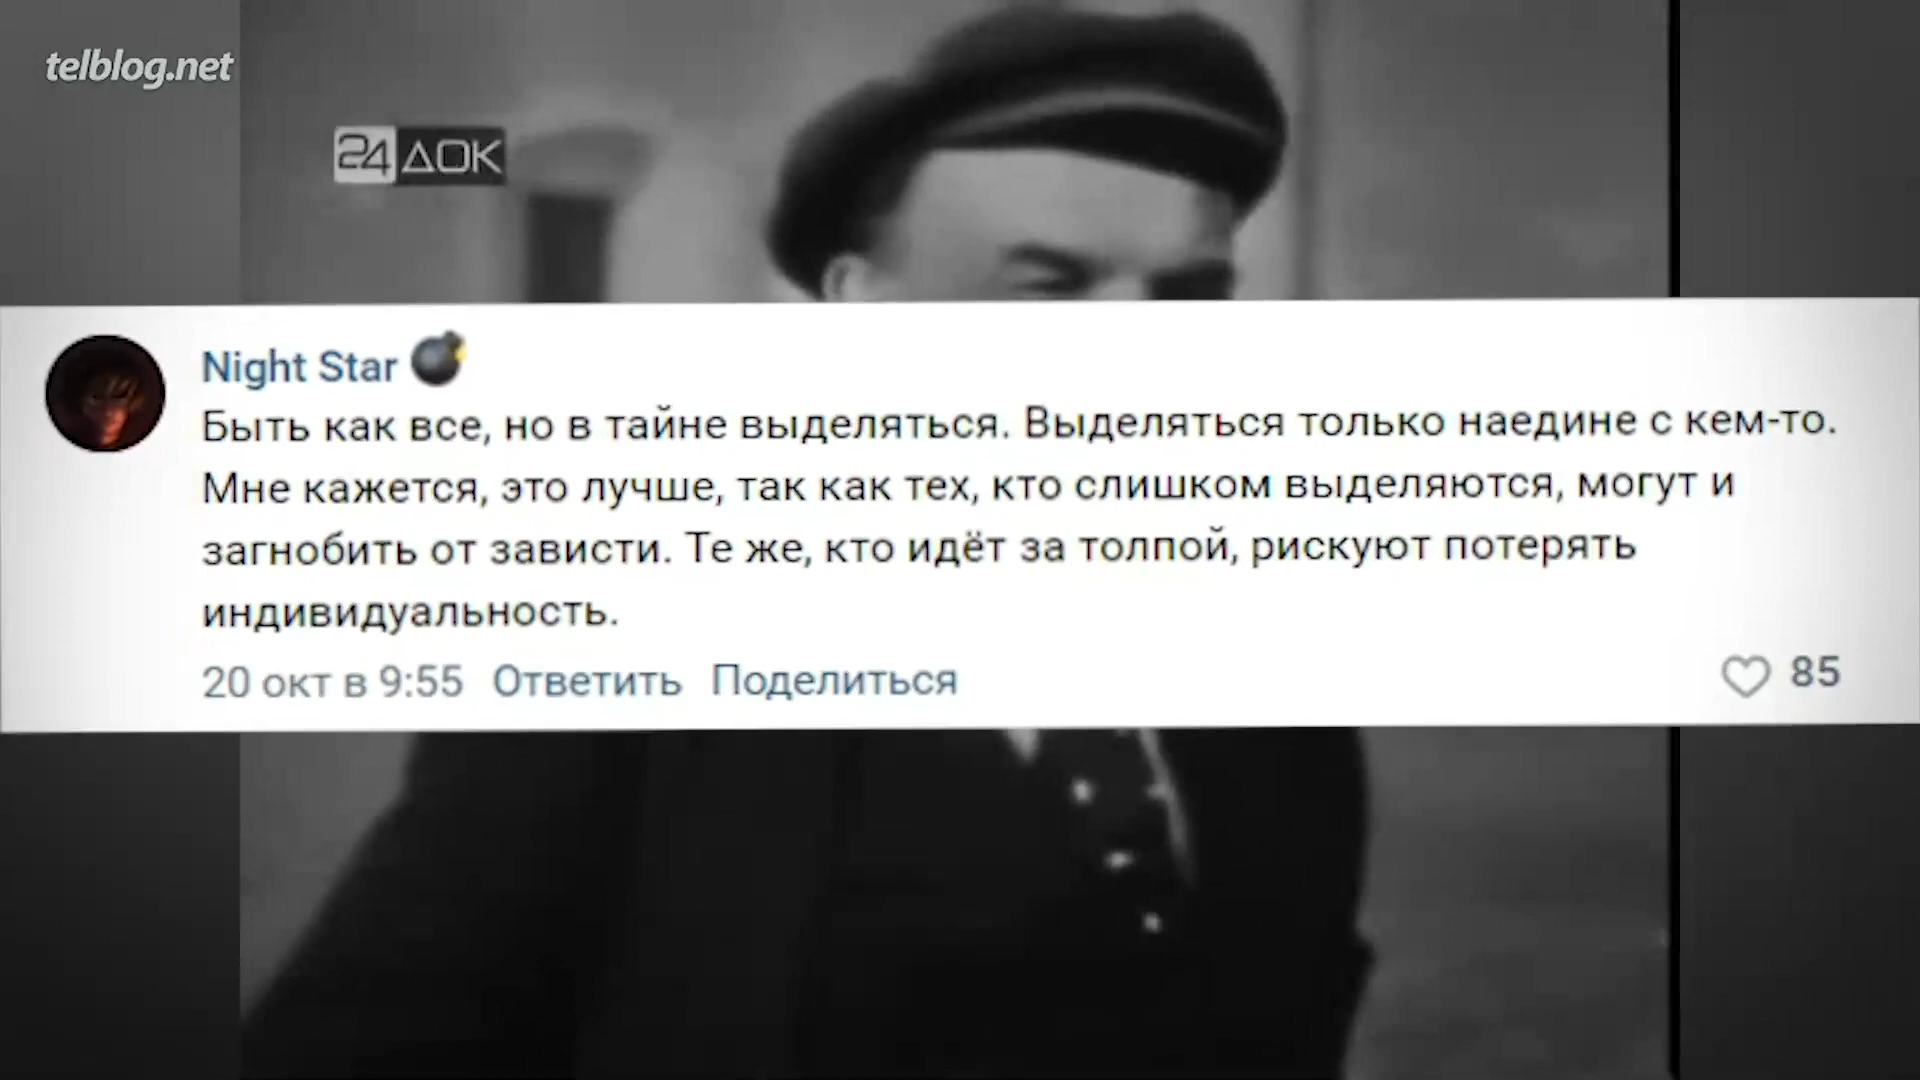 telblog.net
24 ДОК
Night Star
Быть как все, но в тайне выделяться. Выделяться только наедине с кем-то.
Мне кажется, это лучше, так как тех, кто слишком выделяются, могут и
загнобить от зависти. Те же, кто идёт за толпой, рискуют потерять
индивидуальность.
20 окт в 9:55 Ответить Поделиться
85